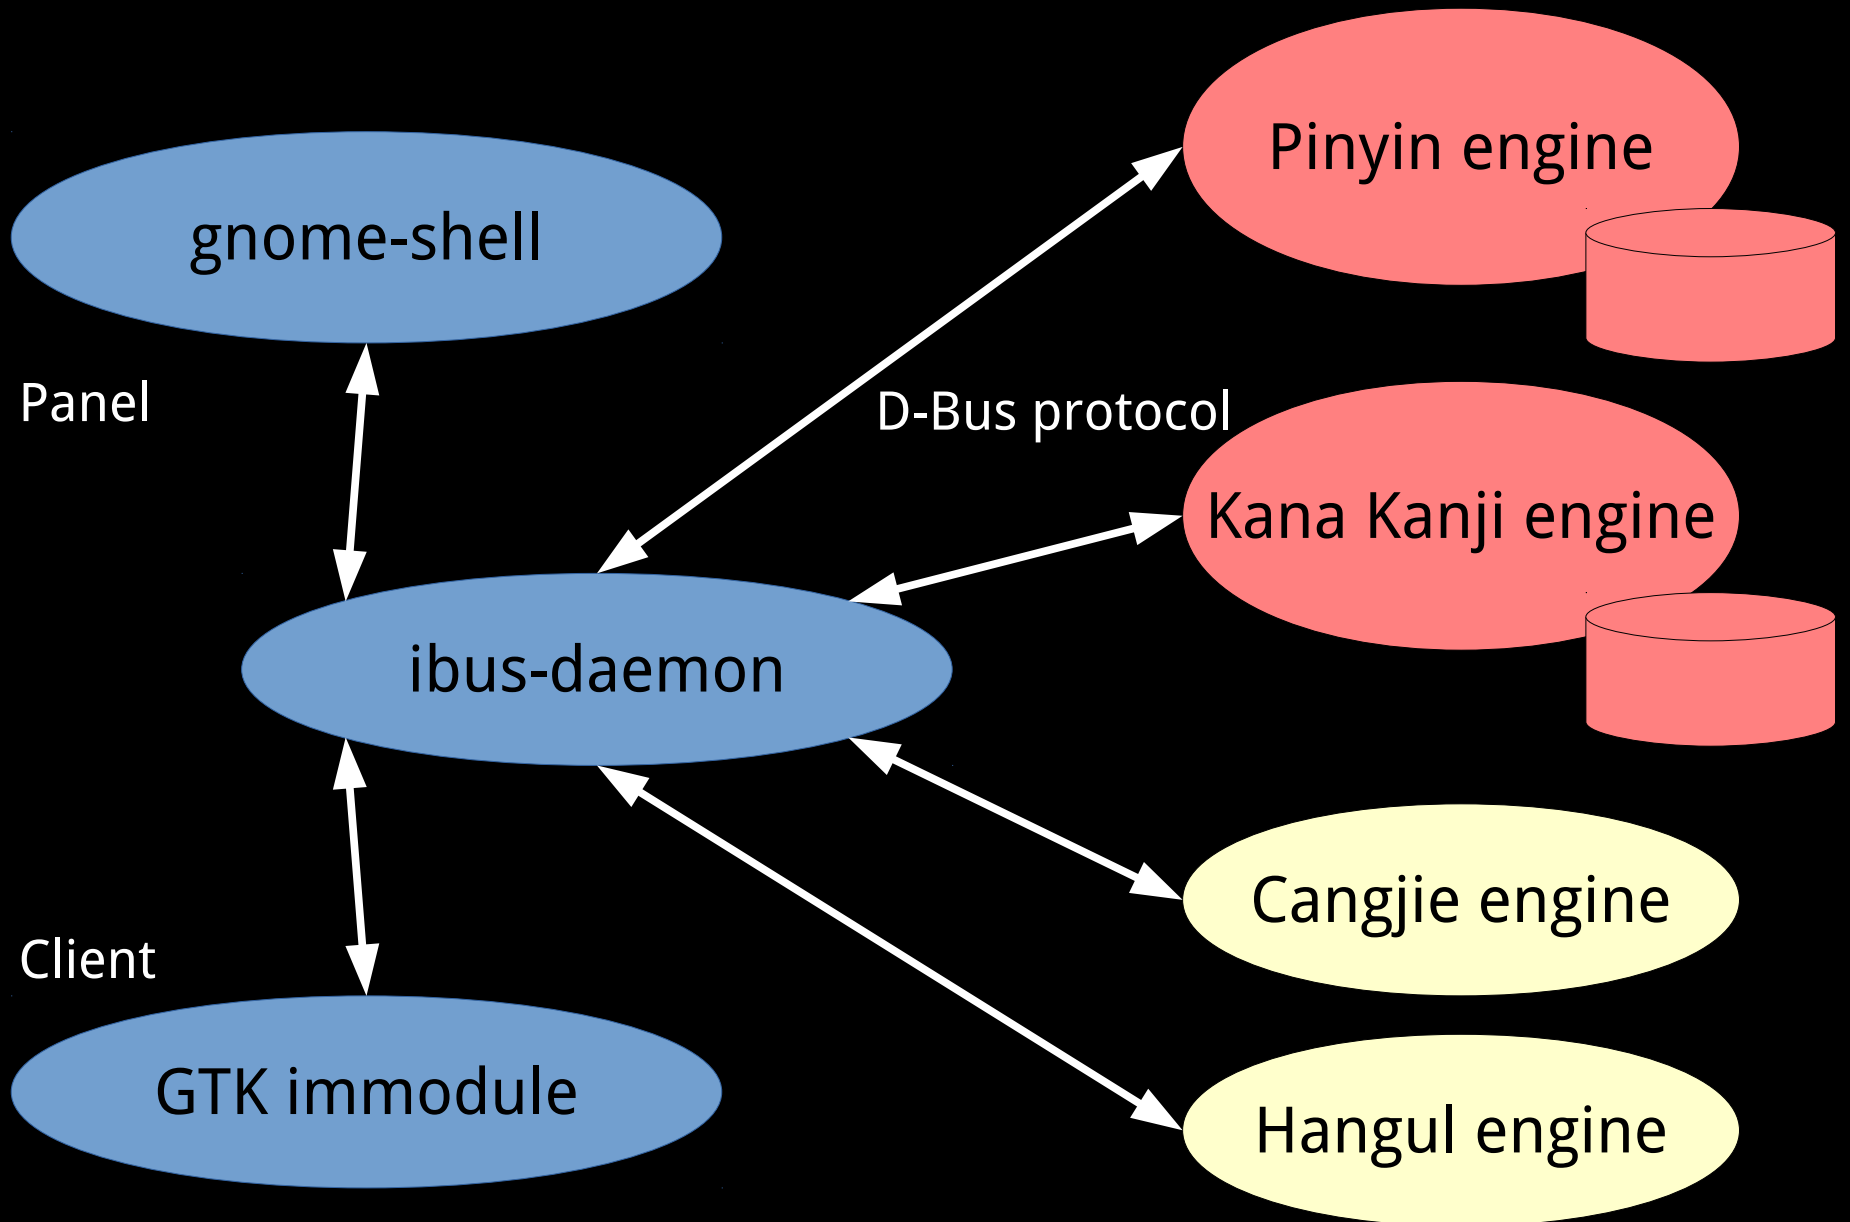 Pinyin engine
gnome-shell
Panel
D-Bus protocol
Kana Kanji engine
ibus-daemon
Cangjie engine
Client
GTK immodule
Hangul engine